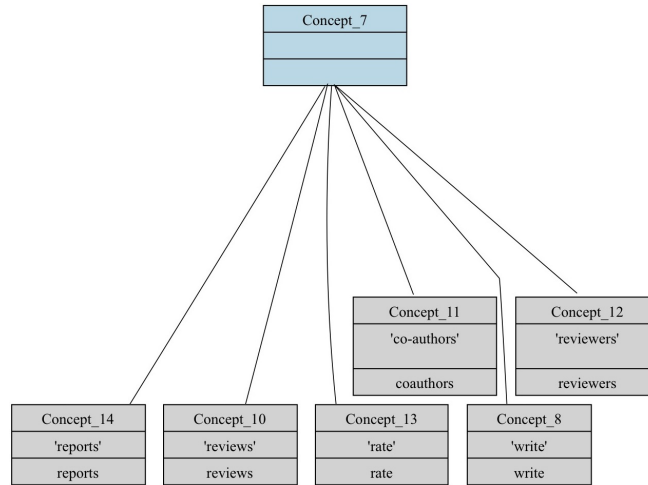 Concept_7
Concept_11
'co-authors'
coauthors
Concept_12
'reviewers'
reviewers
Concept_14
'reports'
reports
Concept_10
'reviews'
reviews
Concept_13
'rate'
rate
Concept_8
'write'
write